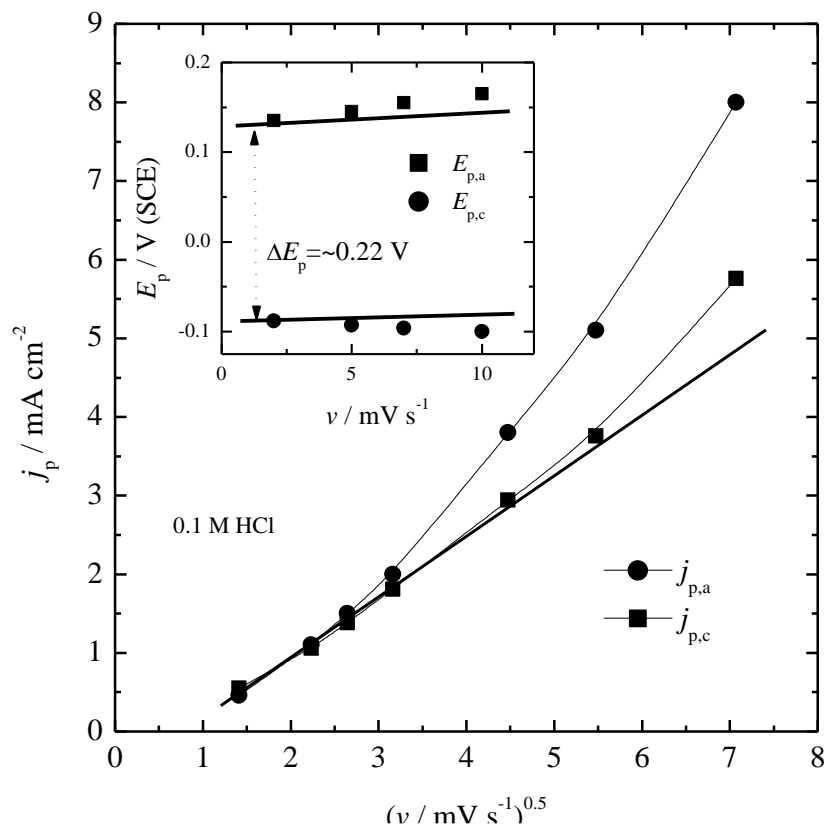 9
8
7
6
5
4
3
2
1
0
j_p / mA cm^-2
0.2
0.1
0.0
-0.1
E_p / V (SCE)
E_p,a
E_p,c
ΔE_p=~0.22 V
0 5 10
v / mV s^-1
0.1 M HCl
j_p,a
j_p,c
0 1 2 3 4 5 6 7 8
(v / mV s^-1)^0.5